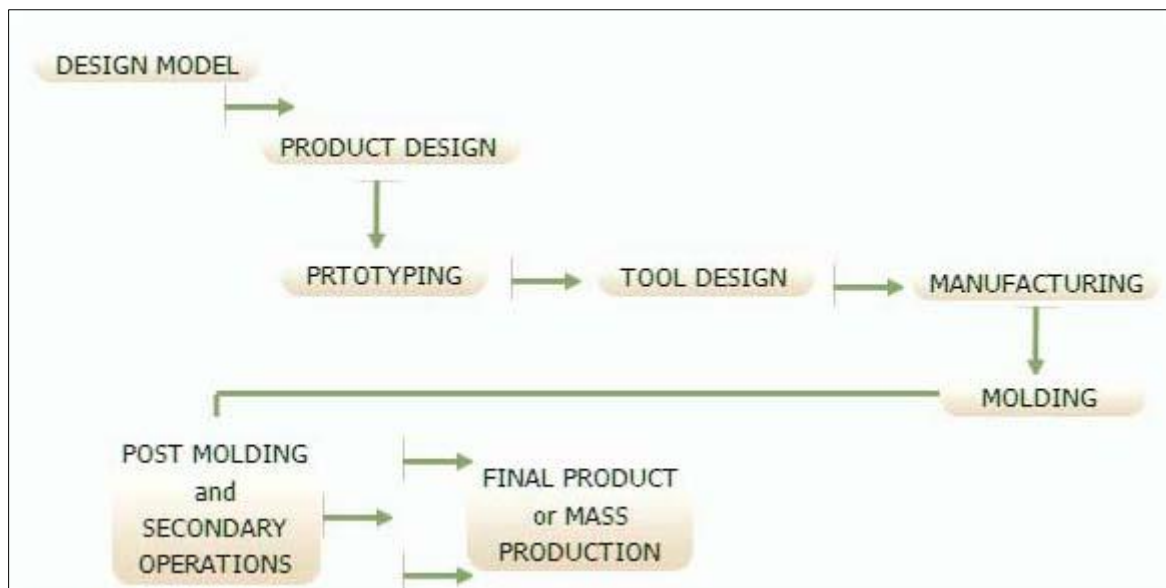 DESIGN MODEL
PRODUCT DESIGN
PRTOTYPING
TOOL DESIGN
MANUFACTURING
MOLDING
POST MOLDING
and
SECONDARY
OPERATIONS
FINAL PRODUCT
or MASS
PRODUCTION